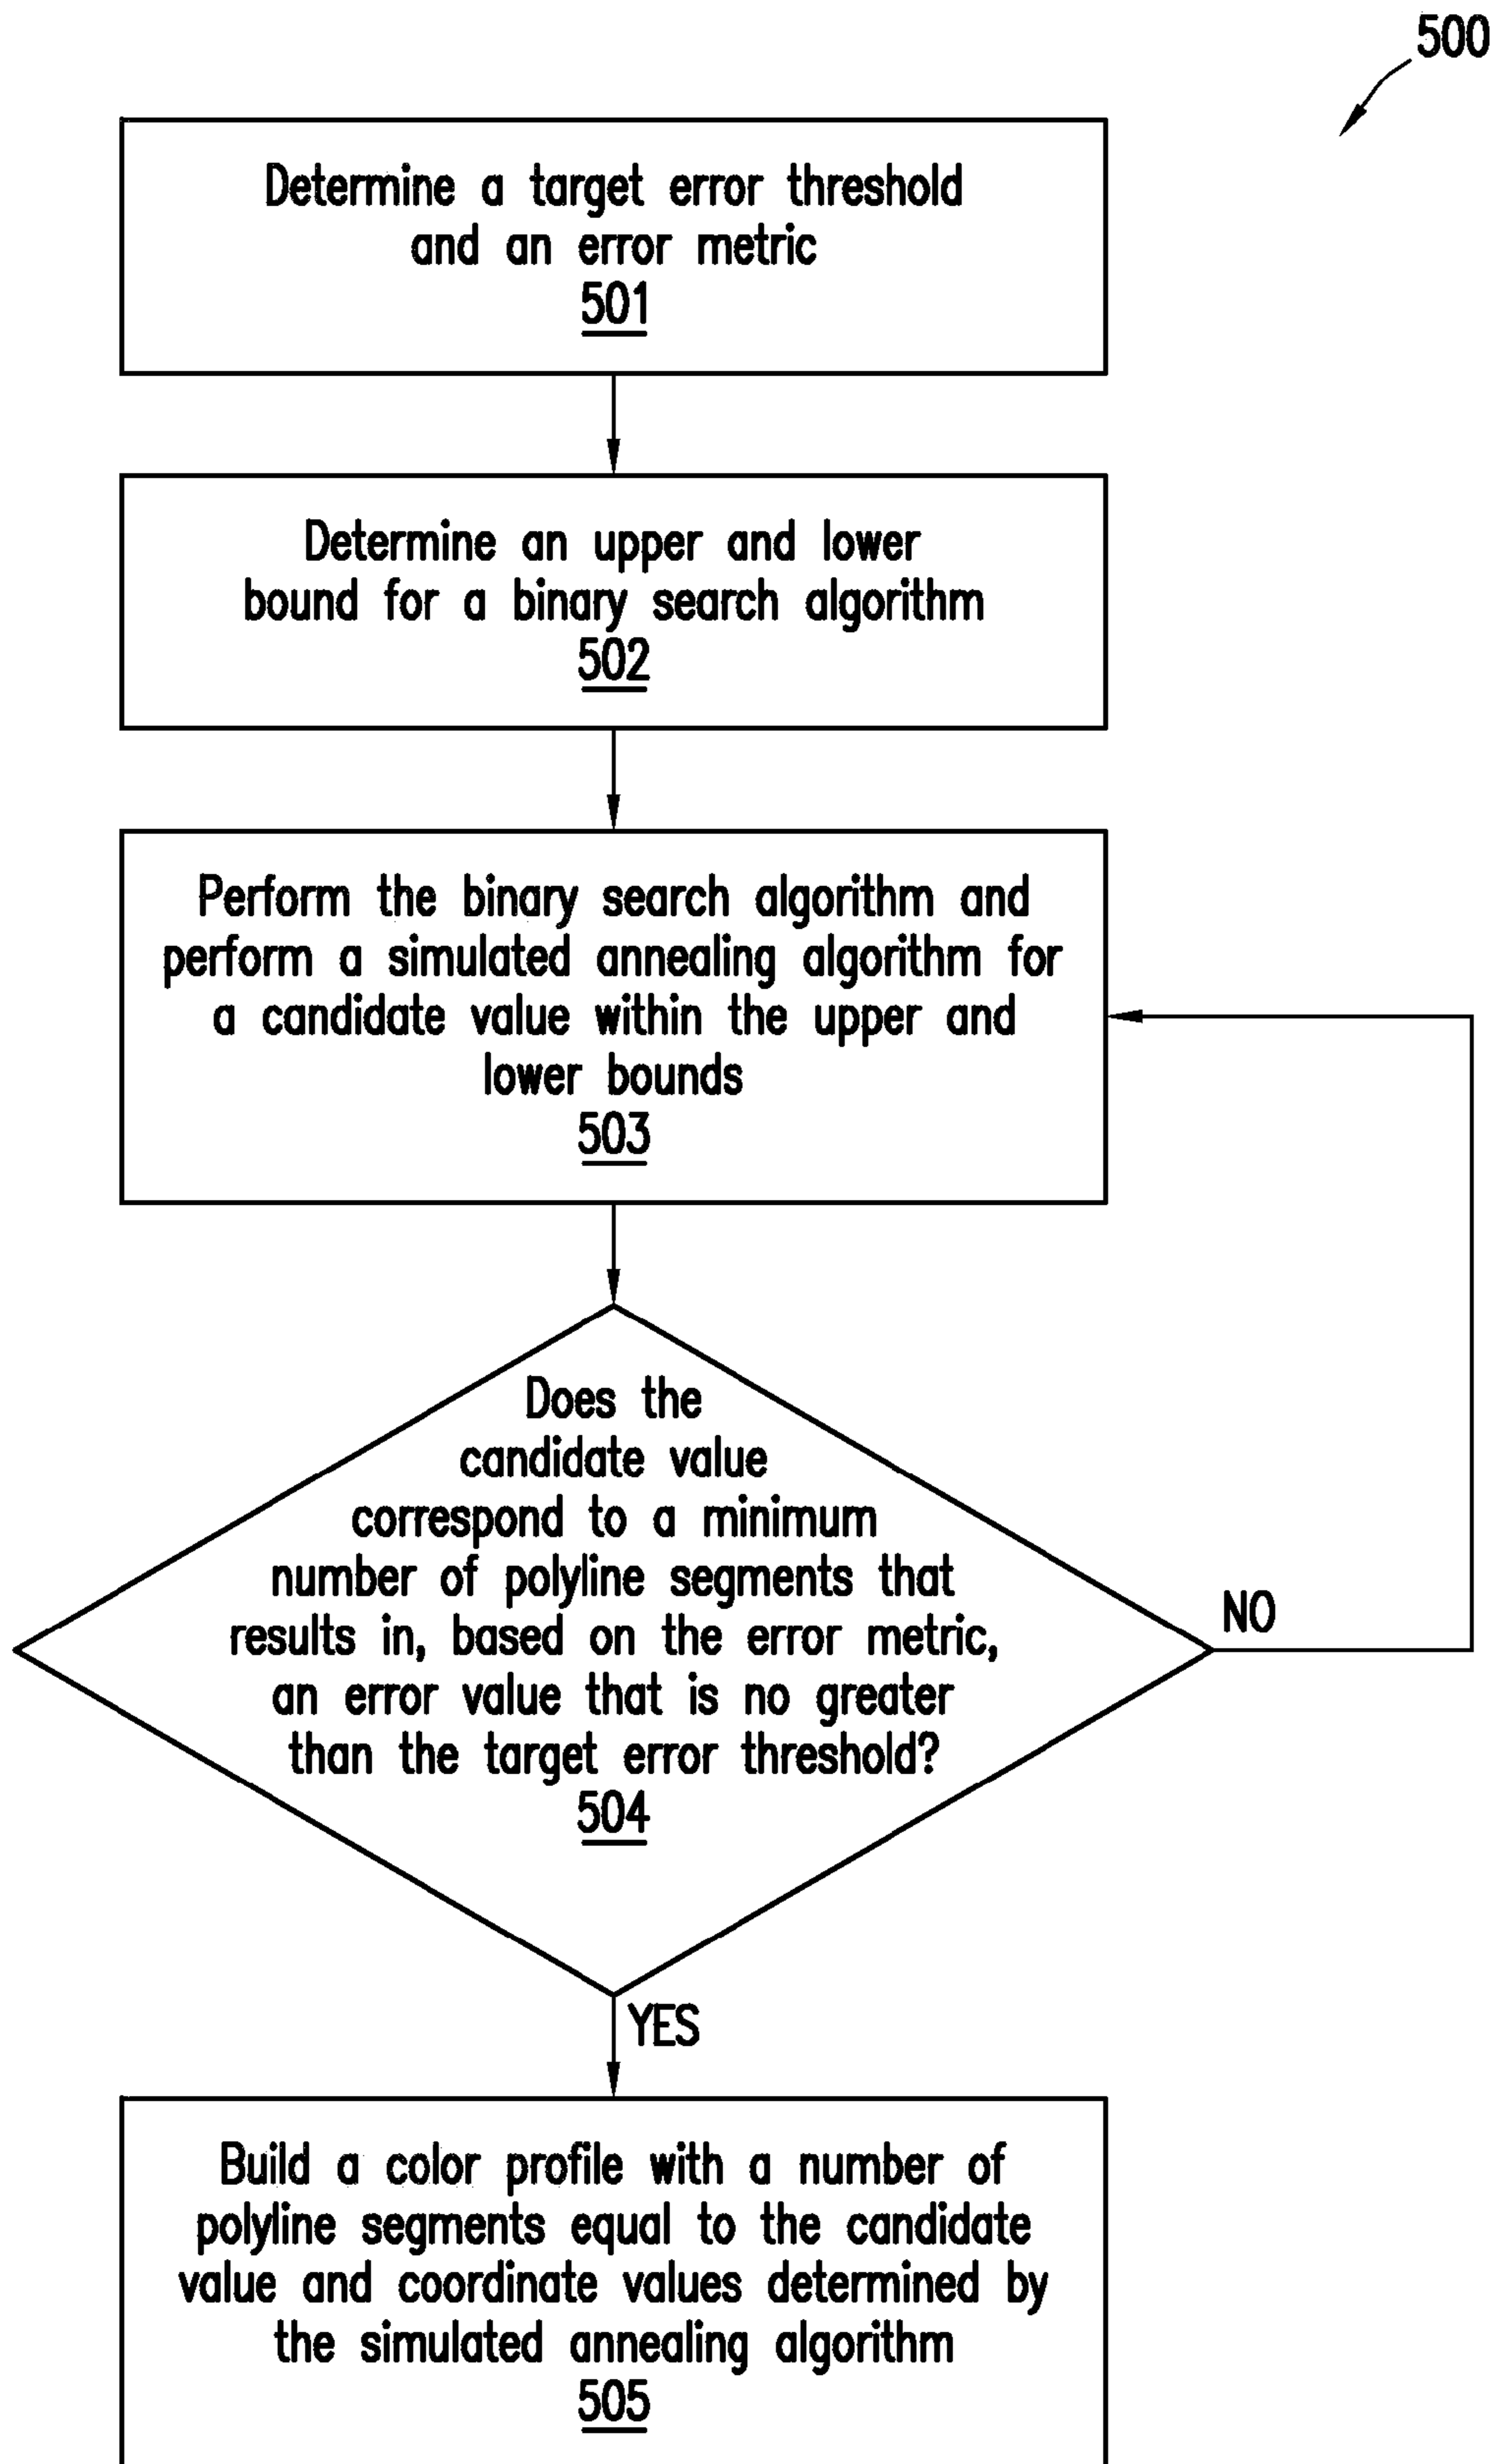 500
Determine a target error threshold
and an error metric
501
Determine an upper and lower
bound for a binary search algorithm
502
Perform the binary search algorithm and
perform a simulated annealing algorithm for
a candidate value within the upper and
lower bounds
503
Does the
candidate value
correspond to a minimum
number of polyline segments that
results in, based on the error metric,
an error value that is no greater
than the target error threshold?
504
NO
YES
Build a color profile with a number of
polyline segments equal to the candidate
value and coordinate values determined by
the simulated annealing algorithm
505